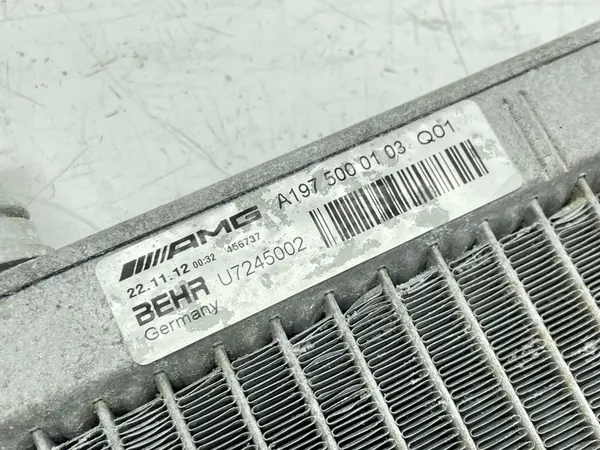 AMG A197 500 01 03 Q01
22.11.12 00:32 456737
BEHR U7245002
Germany